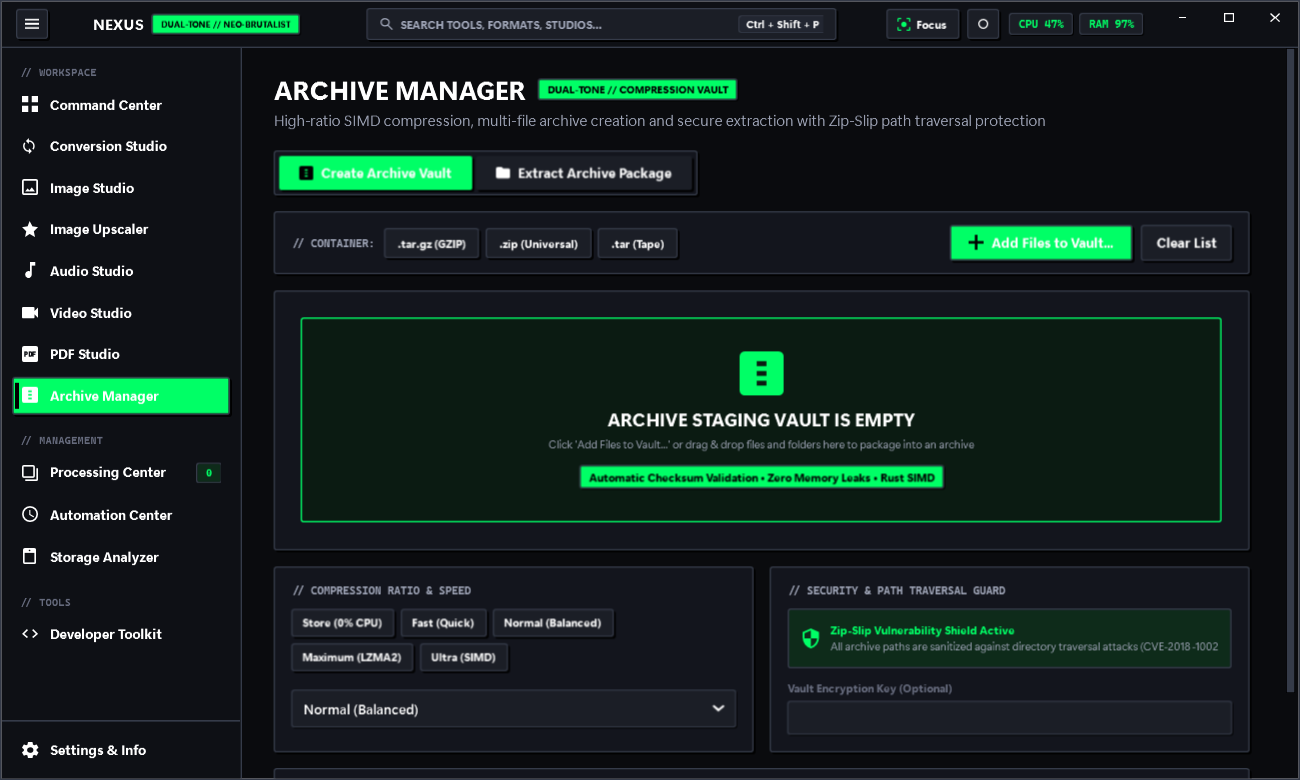 NEXUS
DUAL-TONE // NEO-BRUTALIST
SEARCH TOOLS, FORMATS, STUDIOS...
Ctrl + Shift + P
Focus
CPU 47%
RAM 97%
// WORKSPACE
Command Center
Conversion Studio
Image Studio
Image Upscaler
Audio Studio
Video Studio
PDF
PDF Studio
Archive Manager
// MANAGEMENT
Processing Center
0
Automation Center
Storage Analyzer
// TOOLS
Developer Toolkit
Settings & Info
ARCHIVE MANAGER
DUAL-TONE // COMPRESSION VAULT
High-ratio SIMD compression, multi-file archive creation and secure extraction with Zip-Slip path traversal protection
Create Archive Vault
Extract Archive Package
// CONTAINER:
.tar.gz (GZIP)
.zip (Universal)
.tar (Tape)
Add Files to Vault...
Clear List
ARCHIVE STAGING VAULT IS EMPTY
Click 'Add Files to Vault...' or drag & drop files and folders here to package into an archive
Automatic Checksum Validation • Zero Memory Leaks • Rust SIMD
// COMPRESSION RATIO & SPEED
Store (0% CPU)
Fast (Quick)
Normal (Balanced)
Maximum (LZMA2)
Ultra (SIMD)
Normal (Balanced)
// SECURITY & PATH TRAVERSAL GUARD
Zip-Slip Vulnerability Shield Active
All archive paths are sanitized against directory traversal attacks (CVE-2018-1002
Vault Encryption Key (Optional)